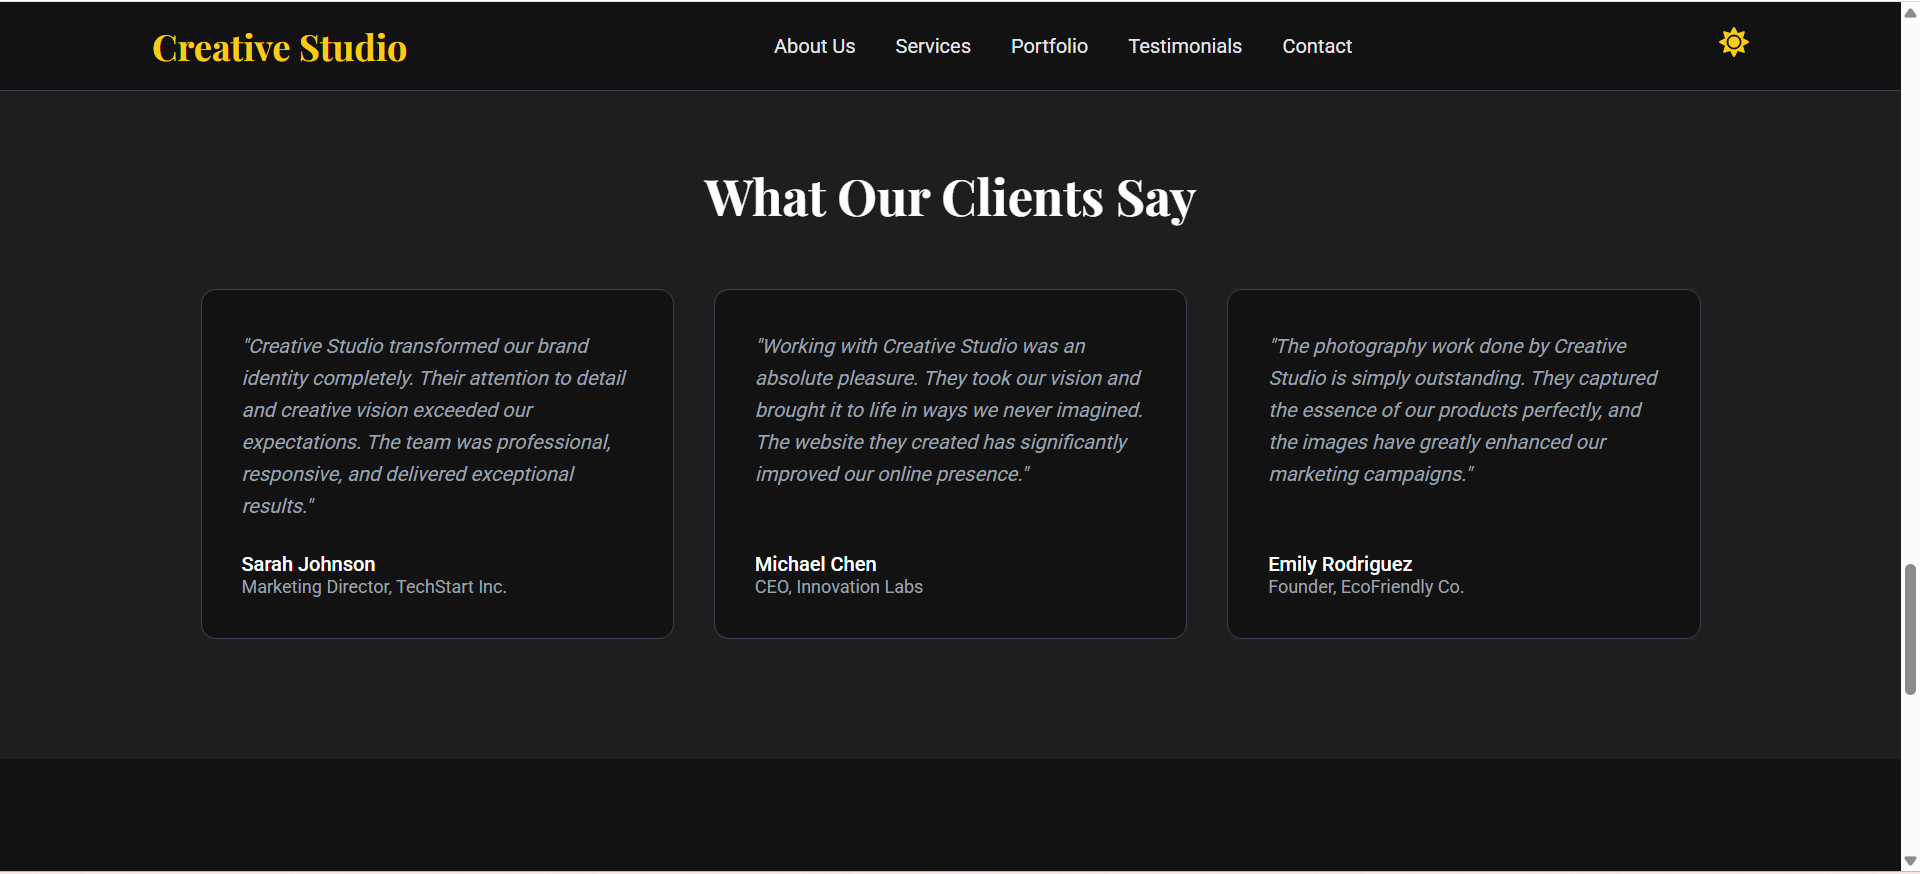 Creative Studio
About Us Services Portfolio Testimonials Contact
What Our Clients Say
"Creative Studio transformed our brand
identity completely. Their attention to detail
and creative vision exceeded our
expectations. The team was professional,
responsive, and delivered exceptional
results."
Sarah Johnson
Marketing Director, TechStart Inc.
"Working with Creative Studio was an
absolute pleasure. They took our vision and
brought it to life in ways we never imagined.
The website they created has significantly
improved our online presence."
Michael Chen
CEO, Innovation Labs
"The photography work done by Creative
Studio is simply outstanding. They captured
the essence of our products perfectly, and
the images have greatly enhanced our
marketing campaigns."
Emily Rodriguez
Founder, EcoFriendly Co.